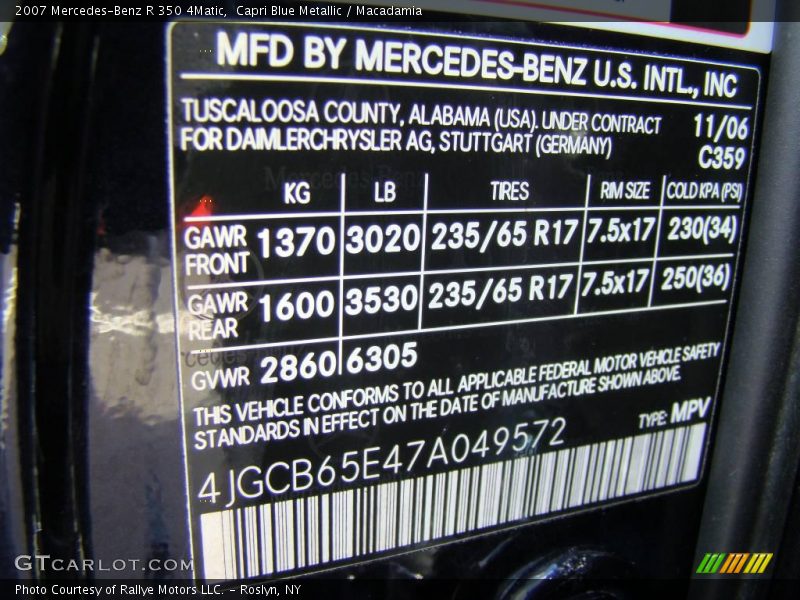 2007 Mercedes-Benz R 350 4Matic, Capri Blue Metallic / Macadamia
MFD BY MERCEDES-BENZ U.S. INTL., INC
TUSCALOOSA COUNTY, ALABAMA (USA). UNDER CONTRACT 11/06
FOR DAIMLERCHRYSLER AG, STUTTGART (GERMANY) C359
KG LB TIRES RIM SIZE COLD KPA (PSI)
GAWR FRONT 1370 3020 235/65 R17 7.5x17 230(34)
GAWR REAR 1600 3530 235/65 R17 7.5x17 250(36)
GVWR 2860 6305
THIS VEHICLE CONFORMS TO ALL APPLICABLE FEDERAL MOTOR VEHICLE SAFETY
STANDARDS IN EFFECT ON THE DATE OF MANUFACTURE SHOWN ABOVE.
TYPE: MPV
4JGCB65E47A049572
GTCARLOT.COM
Photo Courtesy of Rallye Motors LLC. - Roslyn, NY